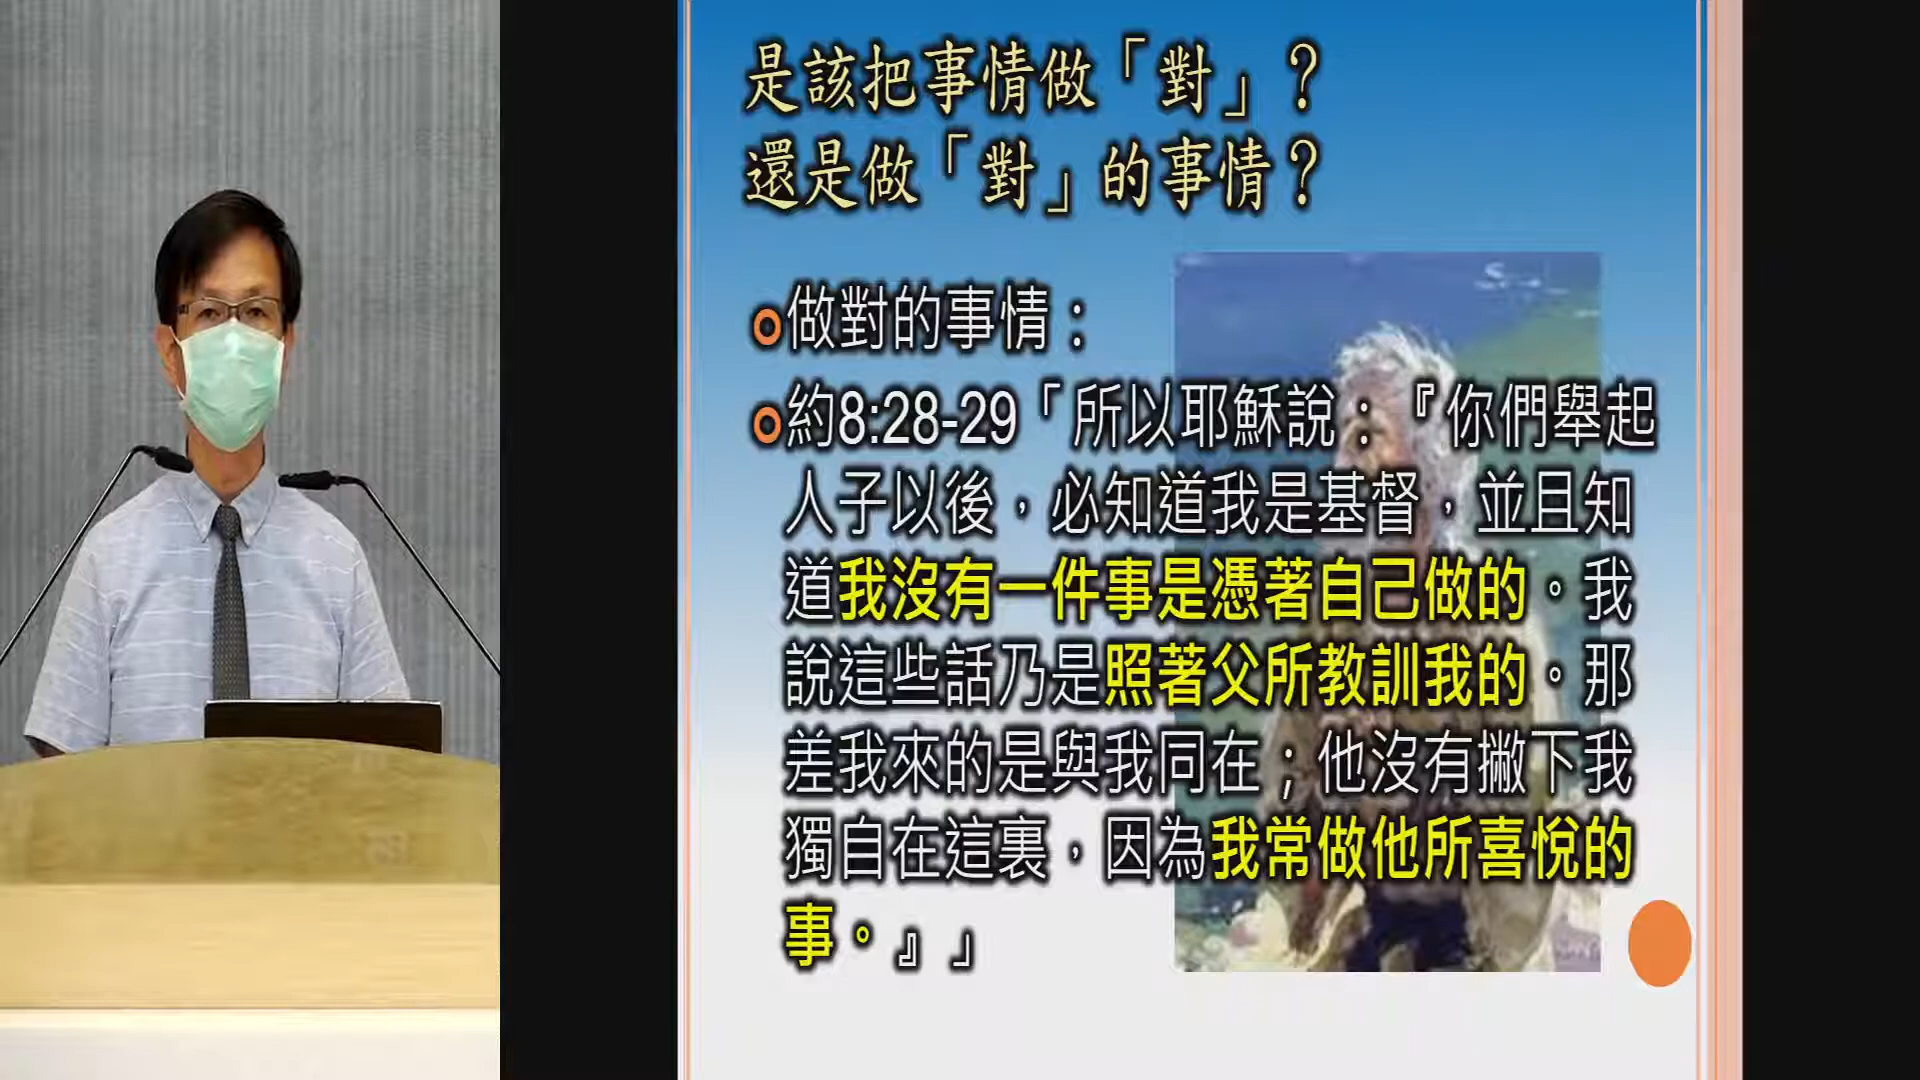 是該把事情做「對」？
還是做「對」的事情？
做對的事情：
約8:28-29「所以耶穌說：『你們舉起
人子以後，必知道我是基督，並且知
道我沒有一件事是憑著自己做的。我
說這些話乃是照著父所教訓我的。那
差我來的是與我同在；他沒有撇下我
獨自在這裏，因為我常做他所喜悅的
事。』」